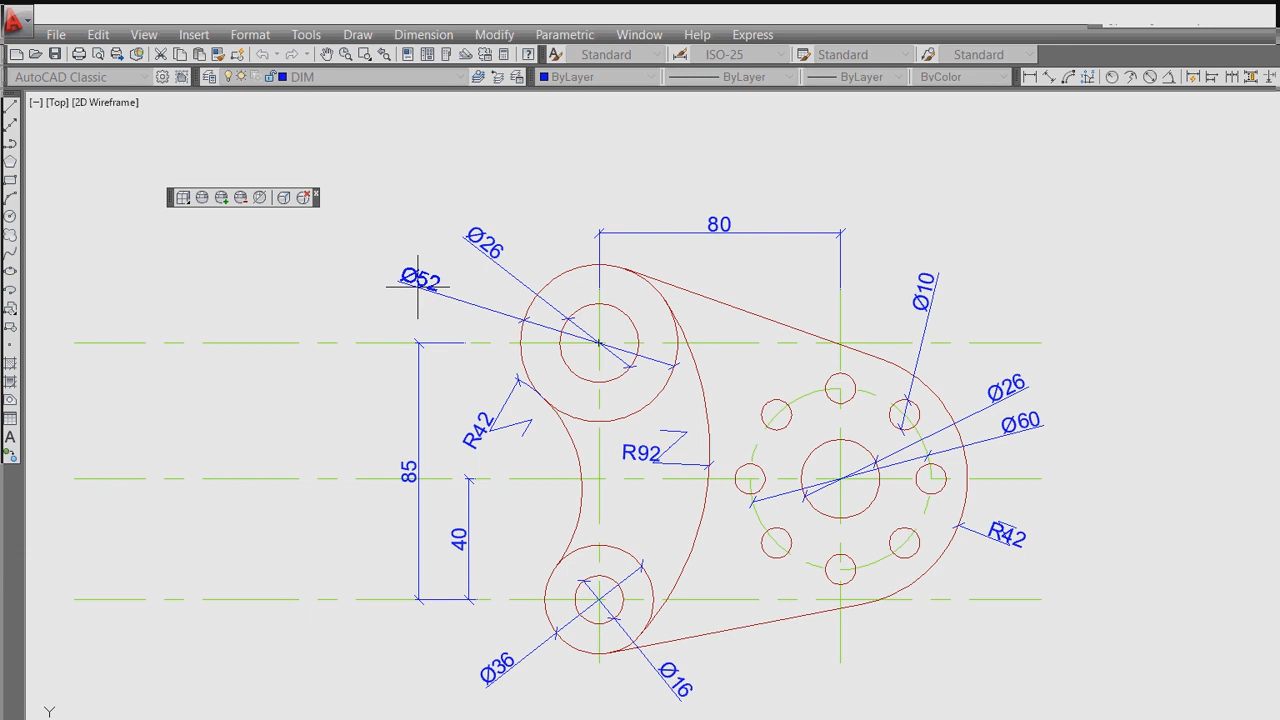 File Edit View Insert Format Tools Draw Dimension Modify Parametric Window Help Express
Standard ISO-25 Standard Standard
AutoCAD Classic DIM ByLayer ByLayer ByLayer ByColor
[−] [Top] [2D Wireframe]
80
Ø26
Ø52
Ø10
Ø26
Ø60
R42
R92
85
40
R42
Ø36
Ø16
Y